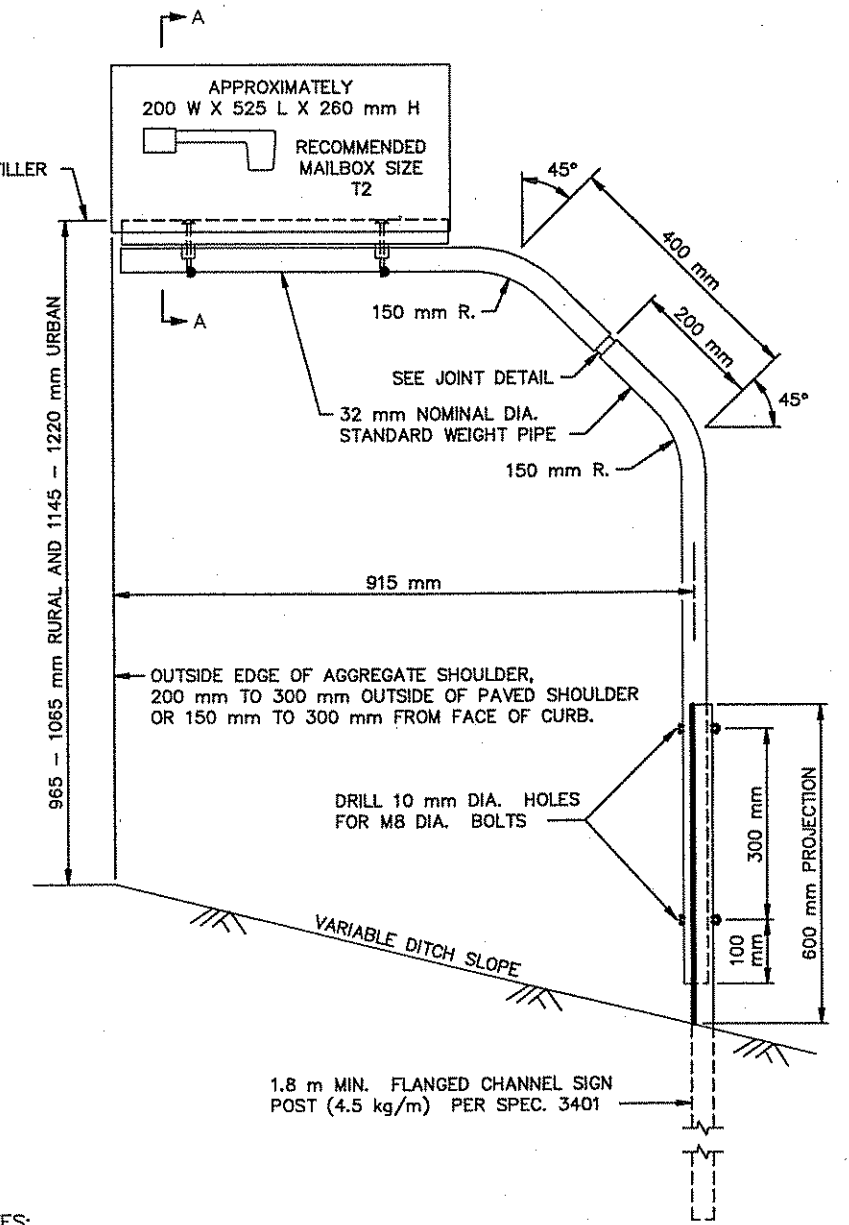 A
APPROXIMATELY
200 W X 525 L X 260 mm H
RECOMMENDED
MAILBOX SIZE
T2
A
45°
400 mm
200 mm
45°
150 mm R.
SEE JOINT DETAIL
32 mm NOMINAL DIA.
STANDARD WEIGHT PIPE
150 mm R.
965 – 1065 mm RURAL AND 1145 – 1220 mm URBAN
915 mm
OUTSIDE EDGE OF AGGREGATE SHOULDER,
200 mm TO 300 mm OUTSIDE OF PAVED SHOULDER
OR 150 mm TO 300 mm FROM FACE OF CURB.
DRILL 10 mm DIA. HOLES
FOR M8 DIA. BOLTS
300 mm
100
mm
600 mm PROJECTION
VARIABLE DITCH SLOPE
1.8 m MIN. FLANGED CHANNEL SIGN
POST (4.5 kg/m) PER SPEC. 3401